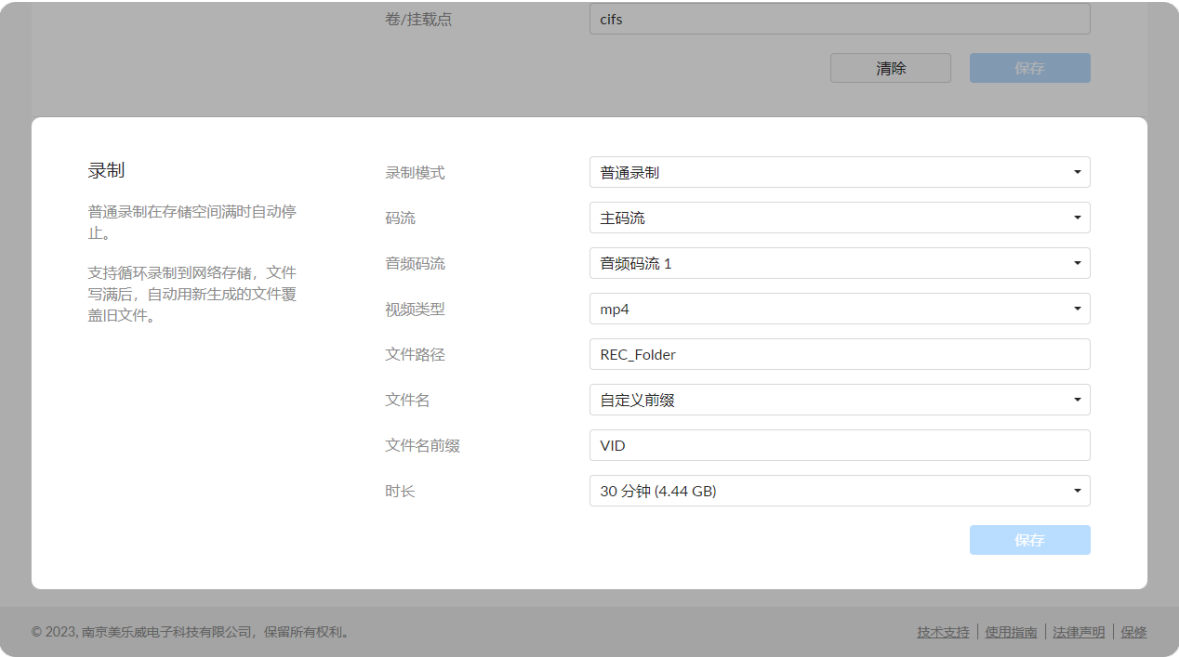 卷/挂载点
cifs
清除
保存
录制
普通录制在存储空间满时自动停
止。
支持循环录制到网络存储，文件
写满后，自动用新生成的文件覆
盖旧文件。
录制模式
普通录制
码流
主码流
音频码流
音频码流 1
视频类型
mp4
文件路径
REC_Folder
文件名
自定义前缀
文件名前缀
VID
时长
30 分钟 (4.44 GB)
保存
© 2023, 南京美乐威电子科技有限公司，保留所有权利。
技术支持 | 使用指南 | 法律声明 | 保修